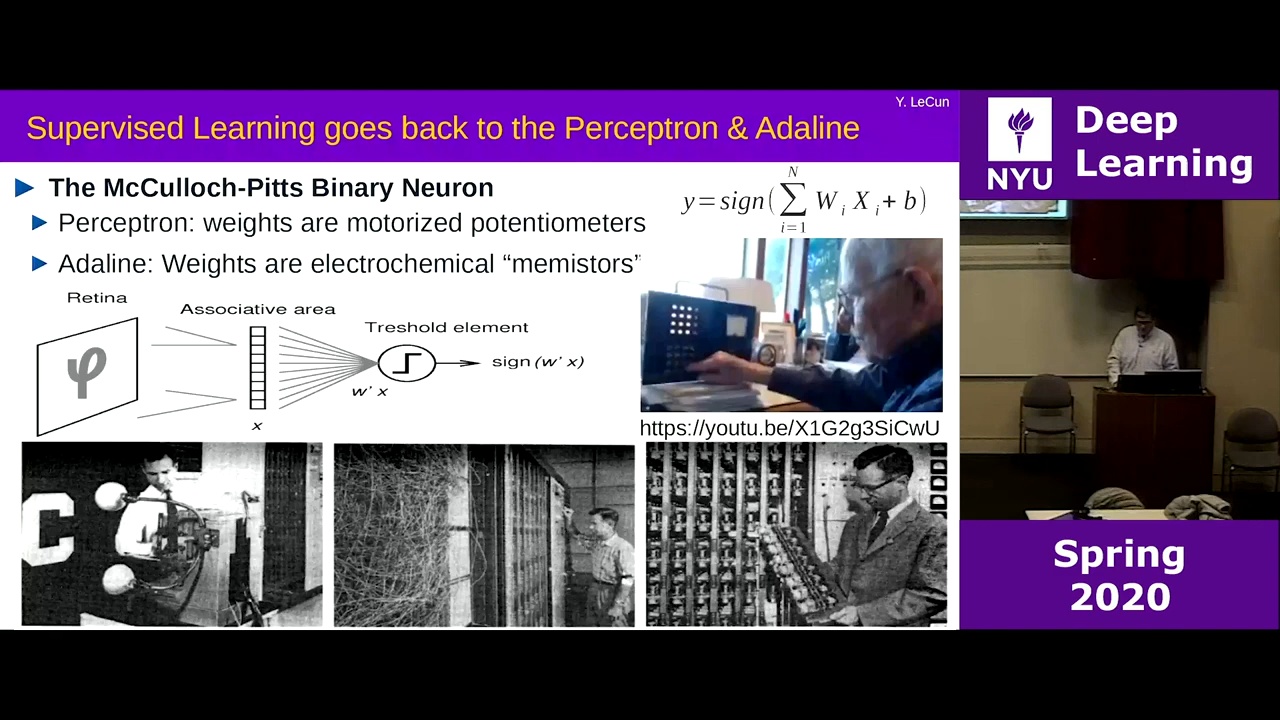 Y. LeCun
Supervised Learning goes back to the Perceptron & Adaline
The McCulloch-Pitts Binary Neuron
Perceptron: weights are motorized potentiometers
Adaline: Weights are electrochemical “memistors”
y=sign(∑ i=1 N W i X i + b)
Retina
Associative area
Treshold element
φ
sign (w' x)
w' x
x
https://youtu.be/X1G2g3SiCwU
C
NYU
Deep
Learning
Spring
2020